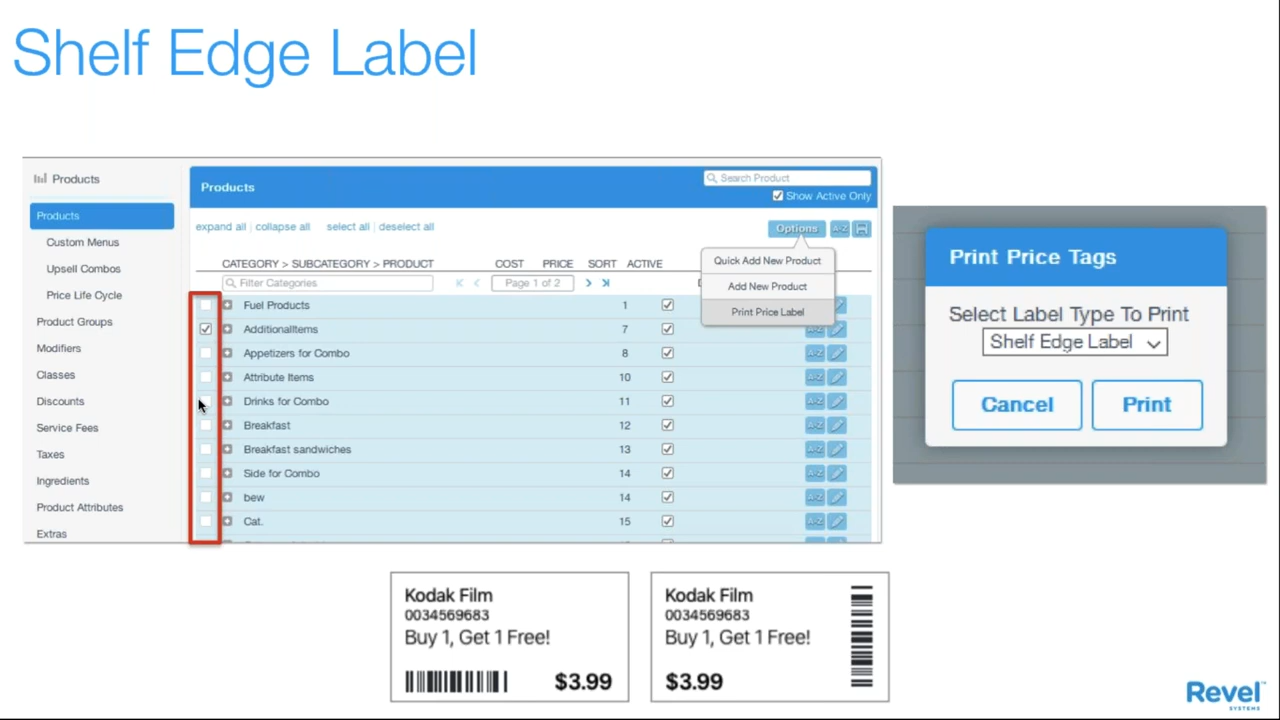 Shelf Edge Label
Products
Products
Custom Menus
Upsell Combos
Price Life Cycle
Product Groups
Modifiers
Classes
Discounts
Service Fees
Taxes
Ingredients
Product Attributes
Extras
Products
Search Product
Show Active Only
expand all | collapse all select all | deselect all
Options A-Z
Quick Add New Product
Add New Product
Print Price Label
CATEGORY > SUBCATEGORY > PRODUCT COST PRICE SORT ACTIVE
Filter Categories Page 1 of 2
Fuel Products 1
AdditionalItems 7 A-Z
Appetizers for Combo 8 A-Z
Attribute Items 10 A-Z
Drinks for Combo 11 A-Z
Breakfast 12 A-Z
Breakfast sandwiches 13 A-Z
Side for Combo 14 A-Z
bew 14 A-Z
Cat. 15 A-Z
Print Price Tags
Select Label Type To Print
Shelf Edge Label
Cancel Print
Kodak Film
0034569683
Buy 1, Get 1 Free!
$3.99
Kodak Film
0034569683
Buy 1, Get 1 Free!
$3.99
Revel
SYSTEMS